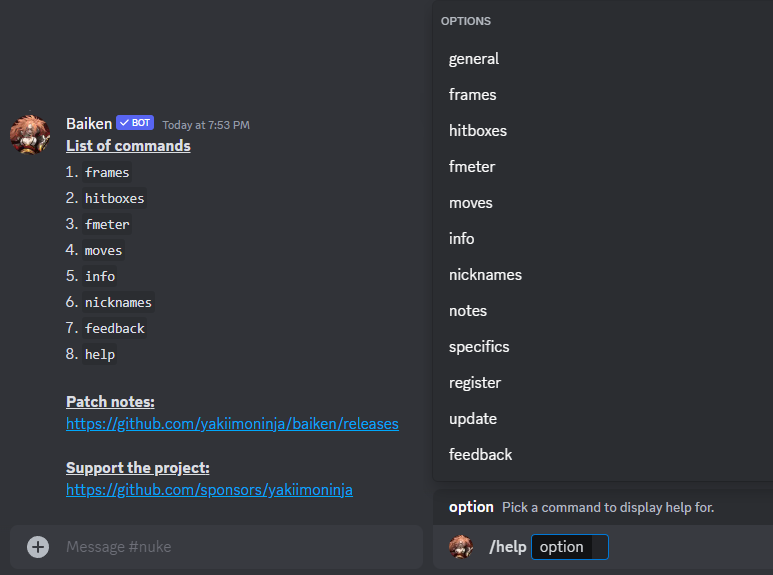 Baiken BOT Today at 7:53 PM
List of commands
1. frames
2. hitboxes
3. fmeter
4. moves
5. info
6. nicknames
7. feedback
8. help
Patch notes:
https://github.com/yakiimoninja/baiken/releases
Support the project:
https://github.com/sponsors/yakiimoninja
Message #nuke
OPTIONS
general
frames
hitboxes
fmeter
moves
info
nicknames
notes
specifics
register
update
feedback
option Pick a command to display help for.
/help option